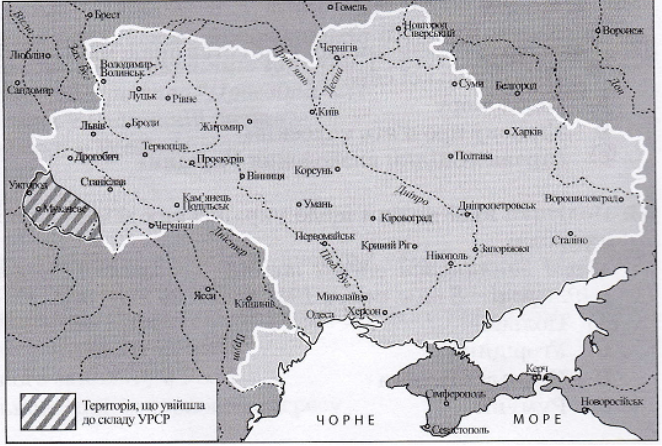 Гомель
Брест
Вісла
Новгород
Сіверський
Воронеж
Чернігів
Люблін
Зах. Буг
Прип'ять
Десна
Володимир-
Волинськ
Суми
Белгород
Дон
Сандомир
Луцьк
Рівне
Київ
Львів
Броди
Житомир
Харків
Дрогобич
Тернопіль
Проскурів
Полтава
Корсунь
Вінниця
Ужгород
Станіслав
Мукачеве
Кам'янець
Подільськ
Умань
Дніпро
Дніпропетровськ
Ворошиловград
Кіровоград
Чернівці
Сталіно
Дністер
Первомайськ
Кривий Ріг
Запоріжжя
Нікополь
Півд. Буг
Ясси
Кишинів
Миколаїв
Херсон
Одеса
Прут
Керч
Сімферополь
Новоросійськ
Севастополь
ЧОРНЕ МОРЕ
Територія, що увійшла
до складу УРСР